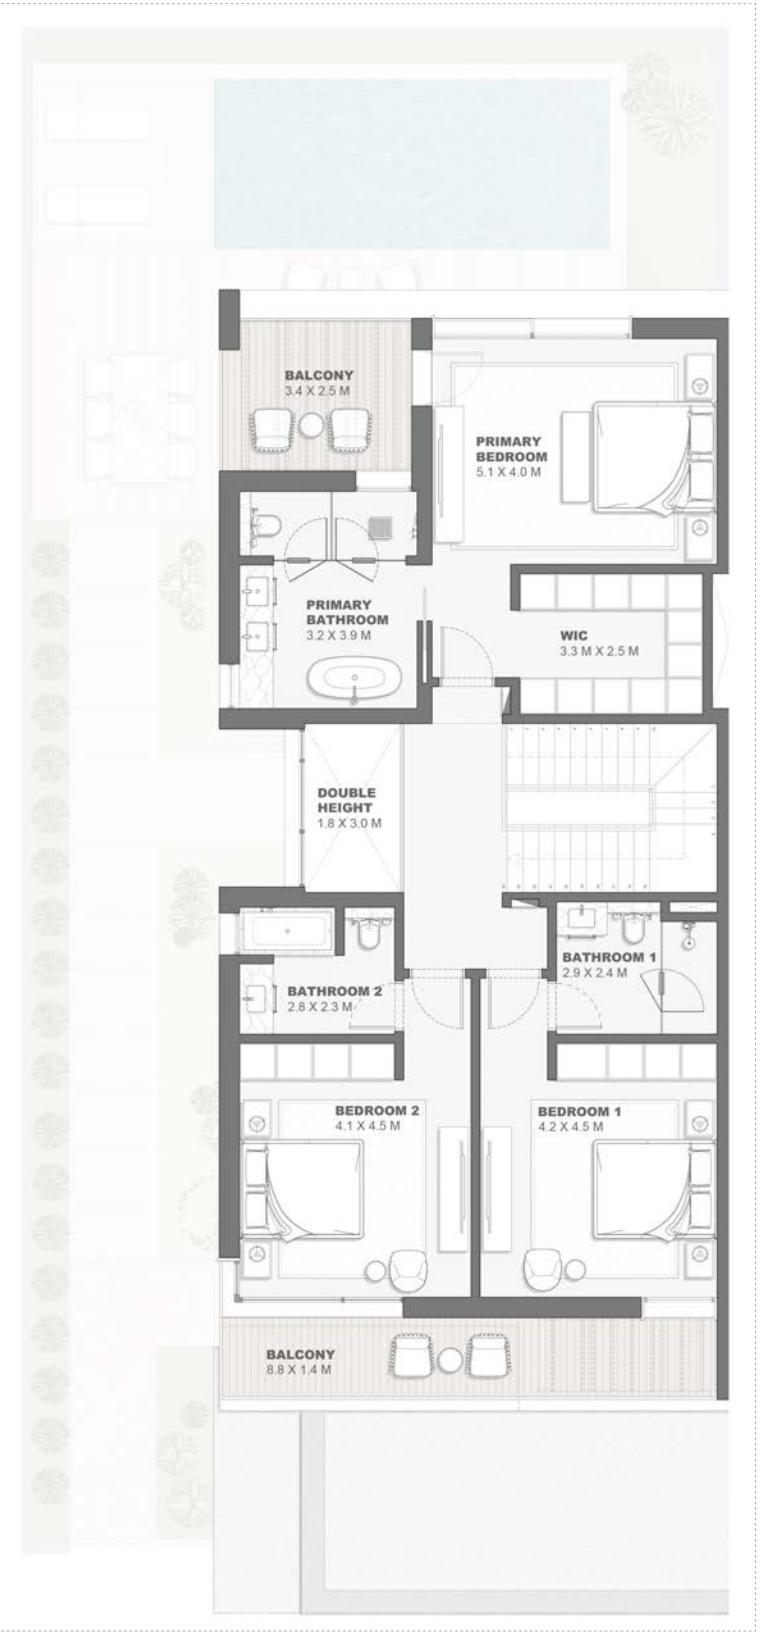 BALCONY
3.4 X 2.5 M
PRIMARY
BEDROOM
5.1 X 4.0 M
PRIMARY
BATHROOM
3.2 X 3.9 M
WIC
3.3 M X 2.5 M
DOUBLE
HEIGHT
1.8 X 3.0 M
BATHROOM 1
2.9 X 2.4 M
BATHROOM 2
2.8 X 2.3 M
BEDROOM 2
4.1 X 4.5 M
BEDROOM 1
4.2 X 4.5 M
BALCONY
8.8 X 1.4 M